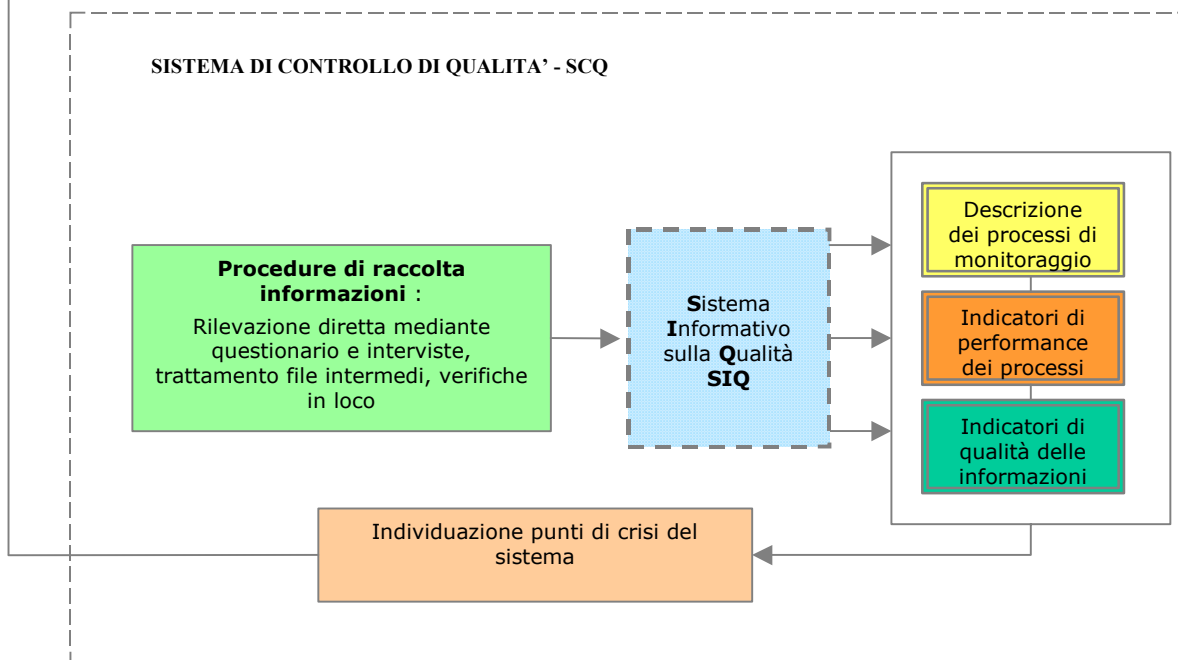 SISTEMA DI CONTROLLO DI QUALITA’ - SCQ
Procedure di raccolta
informazioni :
Rilevazione diretta mediante
questionario e interviste,
trattamento file intermedi, verifiche
in loco
Sistema
Informativo
sulla Qualità
SIQ
Descrizione
dei processi di
monitoraggio
Indicatori di
performance
dei processi
Indicatori di
qualità delle
informazioni
Individuazione punti di crisi del
sistema